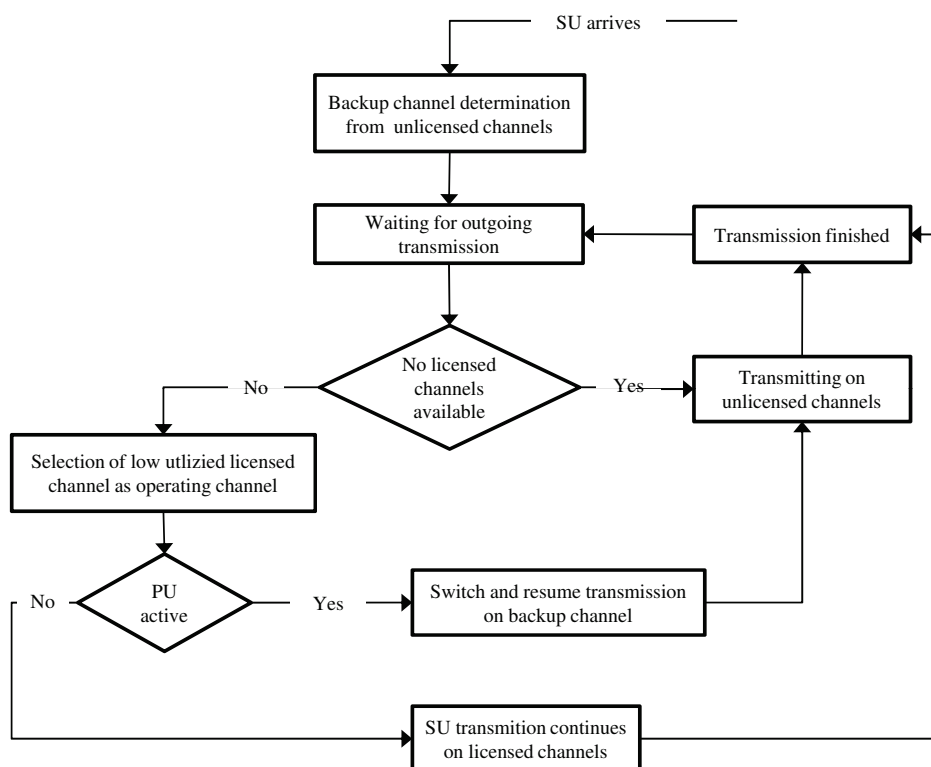 SU arrives
Backup channel determination
from unlicensed channels
Waiting for outgoing
transmission
Transmission finished
No licensed
channels
available
No
Yes
Transmitting on
unlicensed channels
Selection of low utlizied licensed
channel as operating channel
PU
active
No
Yes
Switch and resume transmission
on backup channel
SU transmition continues
on licensed channels